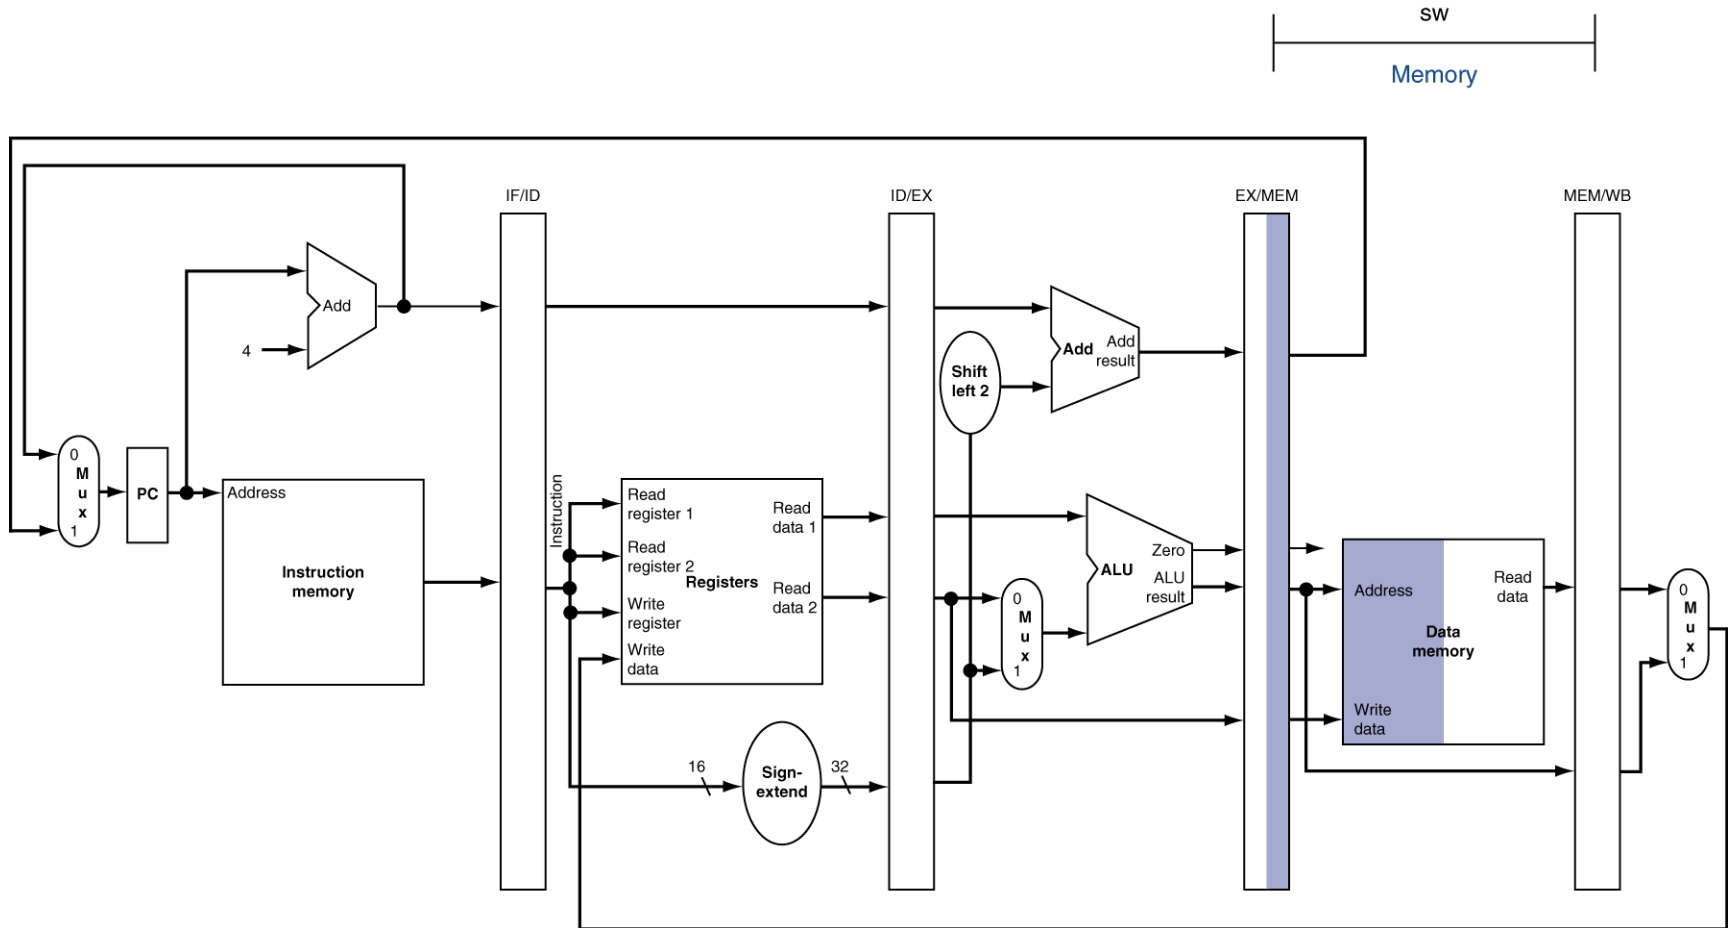 SW
Memory
IF/ID
ID/EX
EX/MEM
MEM/WB
Add
4
Add
Add
result
Shift
left 2
0
M
u
x
1
PC
Address
Instruction
memory
Instruction
Read
register 1
Read
register 2
Write
register
Write
data
Registers
Read
data 1
Read
data 2
16
Sign-
extend
32
0
M
u
x
1
Zero
ALU
ALU
result
Address
Read
data
Data
memory
Write
data
0
M
u
x
1